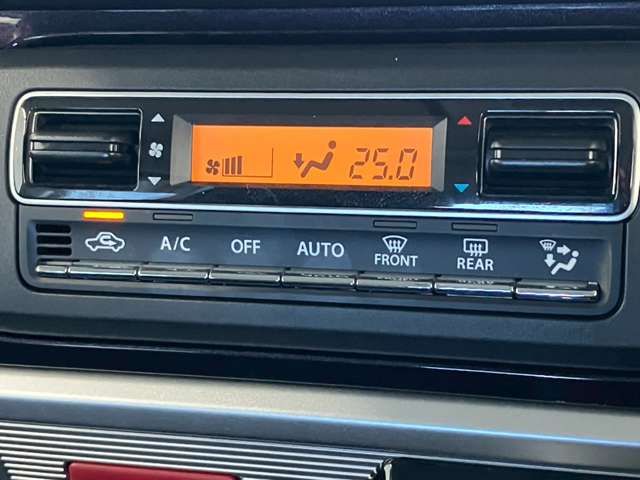 25.0
A/C OFF AUTO FRONT REAR